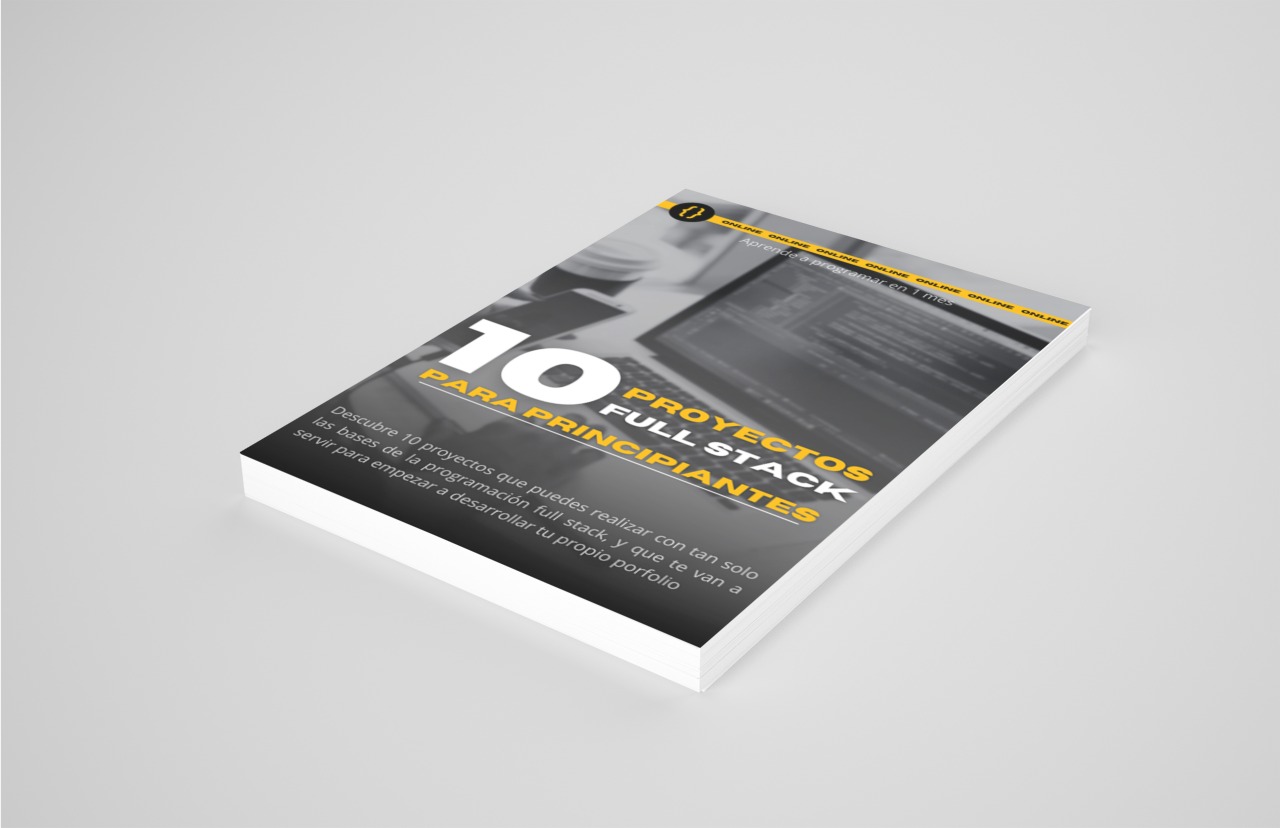 {}
ONLINE ONLINE ONLINE ONLINE ONLINE ONLINE ONLINE
Aprende a programar en 1 mes
10 PROYECTOS
FULL STACK
PARA PRINCIPIANTES
Descubre 10 proyectos que puedes realizar con tan solo
las bases de la programación full stack, y que te van a
servir para empezar a desarrollar tu propio porfolio